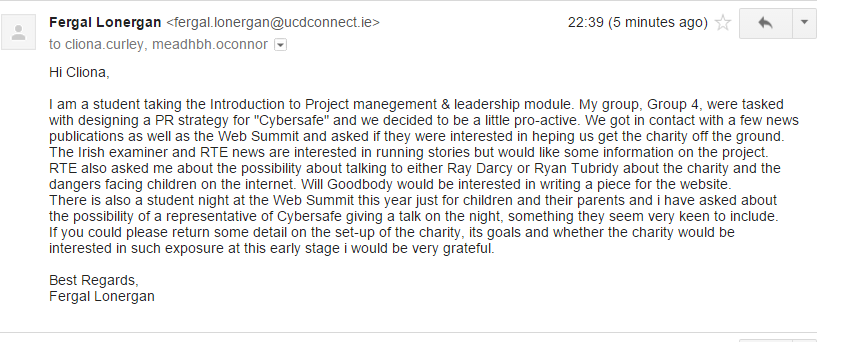 Fergal Lonergan <fergal.lonergan@ucdconnect.ie>
22:39 (5 minutes ago)
to cliona.curley, meadhbh.oconnor
Hi Cliona,
I am a student taking the Introduction to Project manegement & leadership module. My group, Group 4, were tasked
with designing a PR strategy for "Cybersafe" and we decided to be a little pro-active. We got in contact with a few news
publications as well as the Web Summit and asked if they were interested in heping us get the charity off the ground.
The Irish examiner and RTE news are interested in running stories but would like some information on the project.
RTE also asked me about the possibility about talking to either Ray Darcy or Ryan Tubridy about the charity and the
dangers facing children on the internet. Will Goodbody would be interested in writing a piece for the website.
There is also a student night at the Web Summit this year just for children and their parents and i have asked about
the possibility of a representative of Cybersafe giving a talk on the night, something they seem very keen to include.
If you could please return some detail on the set-up of the charity, its goals and whether the charity would be
interested in such exposure at this early stage i would be very grateful.
Best Regards,
Fergal Lonergan